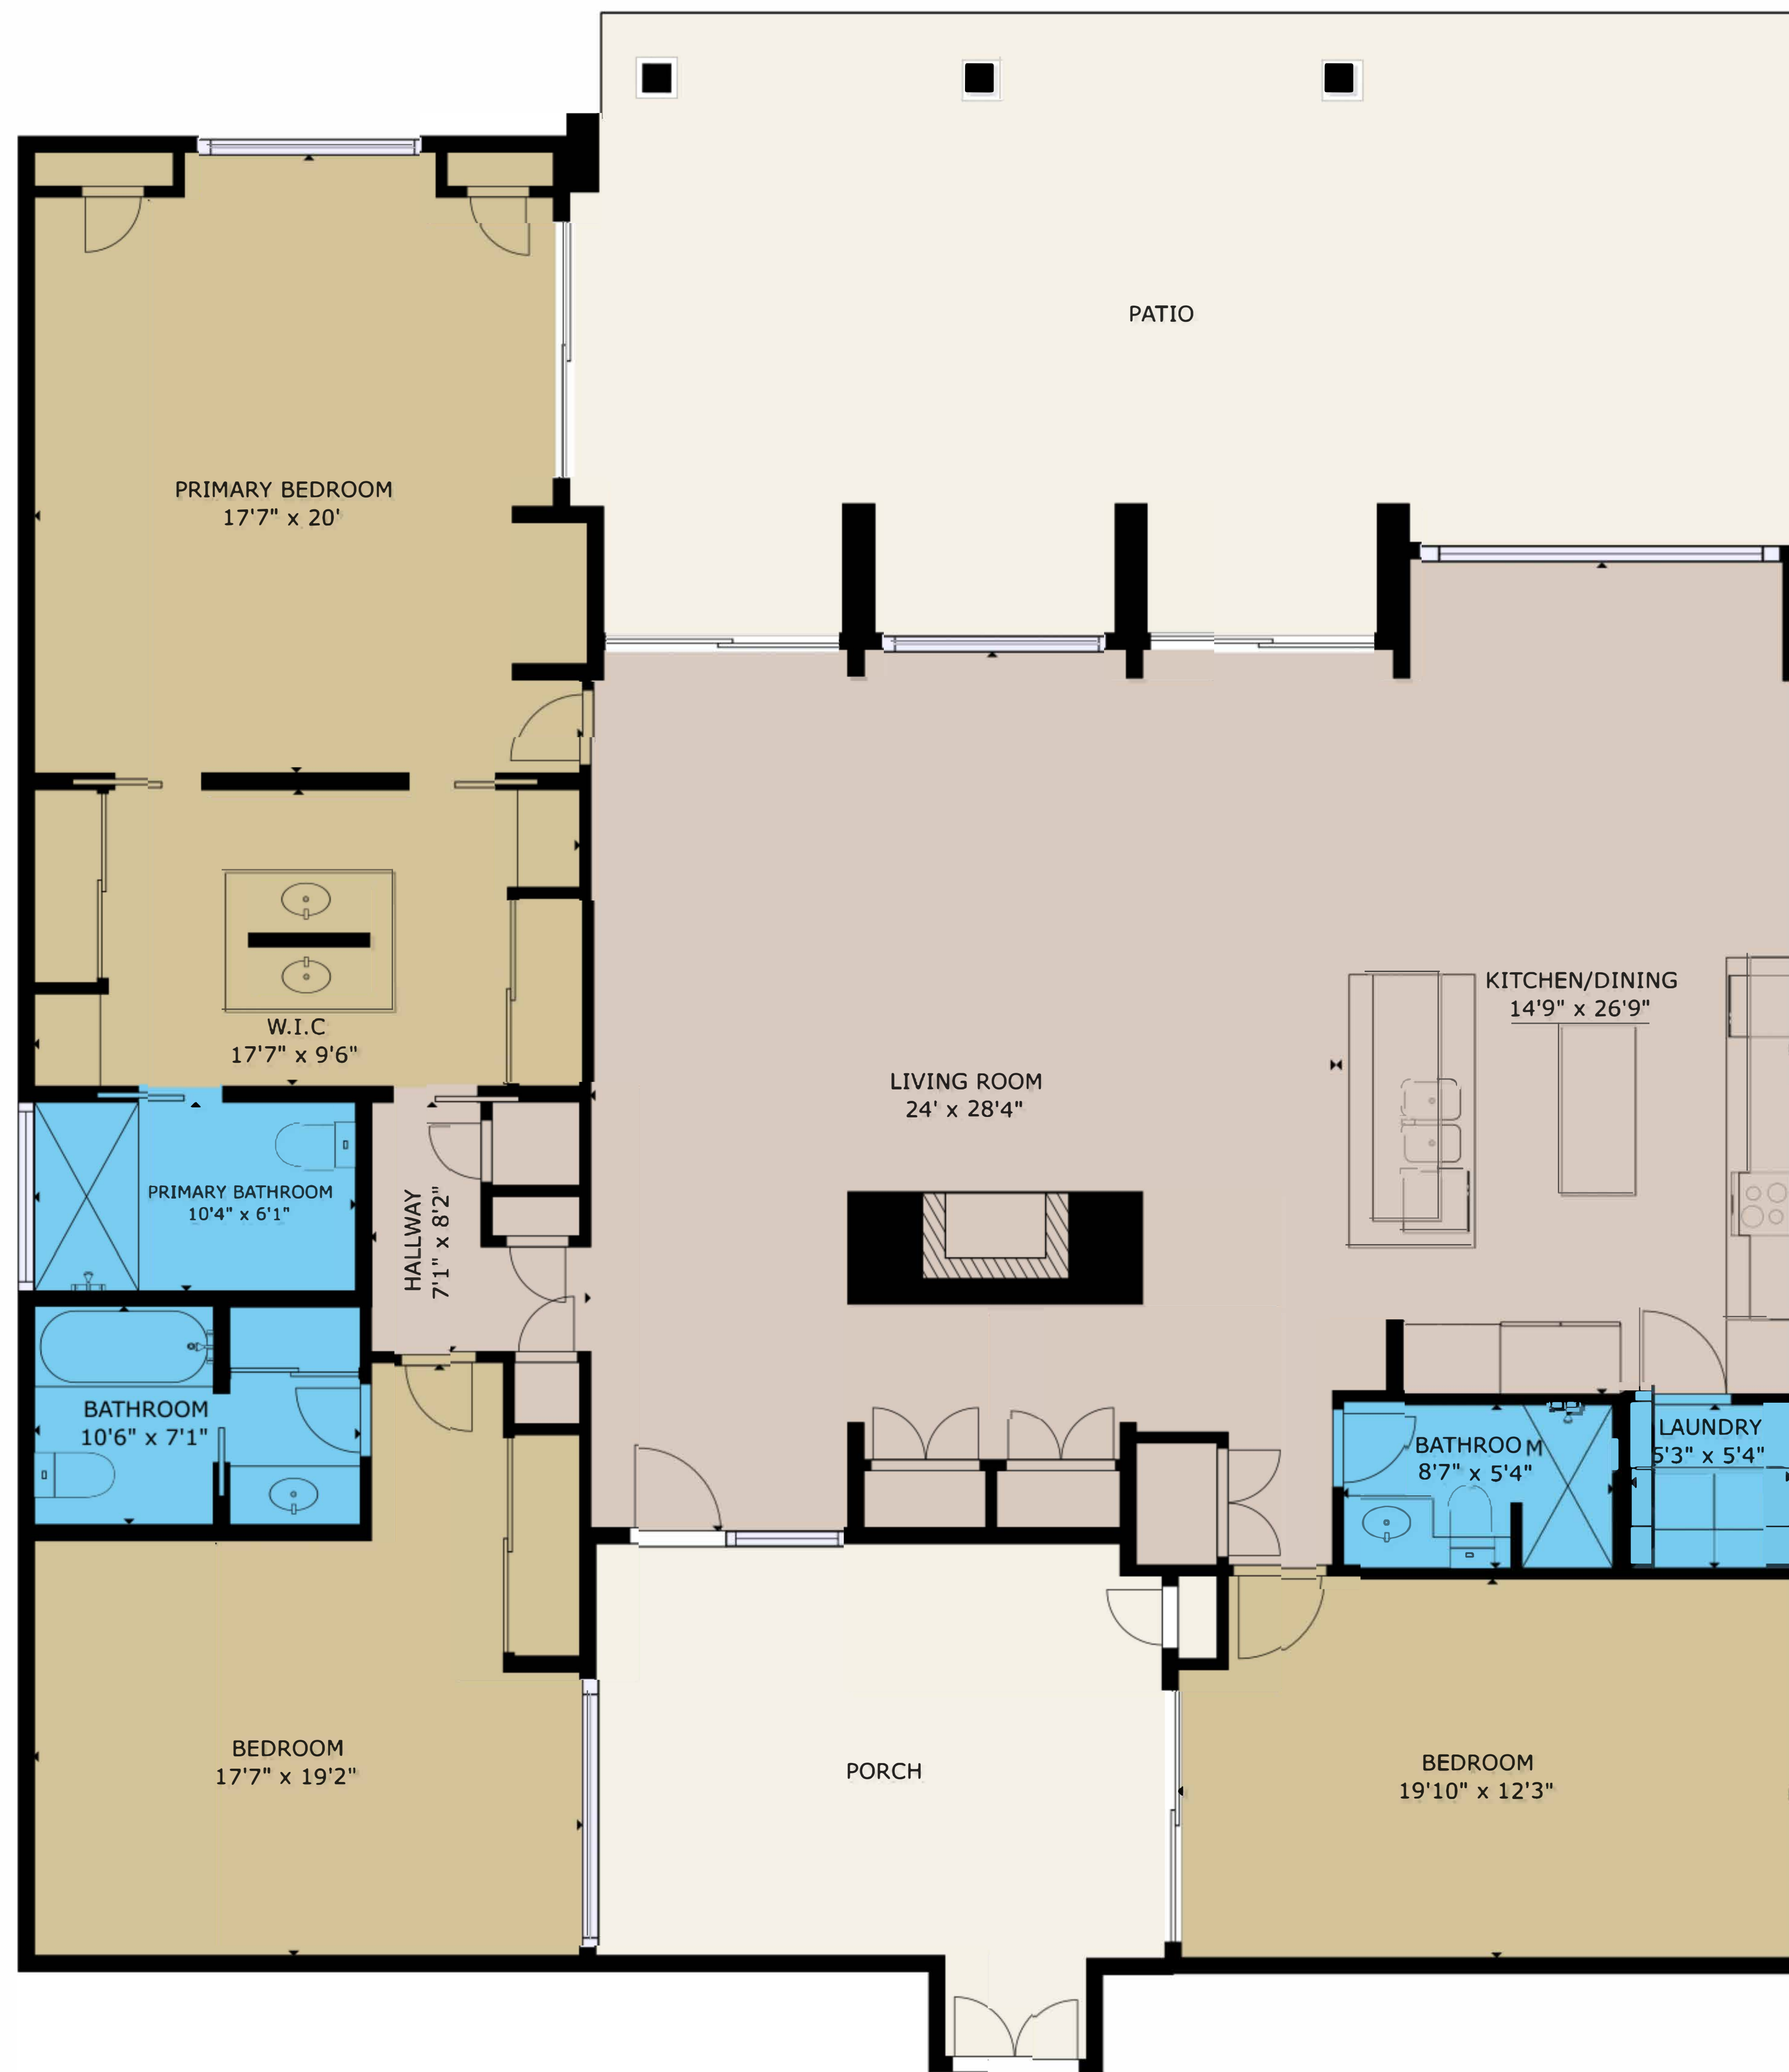 PATIO
PRIMARY BEDROOM
17'7" x 20'
KITCHEN/DINING
14'9" x 26'9"
W.I.C
17'7" x 9'6"
LIVING ROOM
24' x 28'4"
PRIMARY BATHROOM
10'4" x 6'1"
HALLWAY
7'1" x 8'2"
BATHROOM
10'6" x 7'1"
BATHROOM
8'7" x 5'4"
LAUNDRY
5'3" x 5'4"
BEDROOM
17'7" x 19'2"
PORCH
BEDROOM
19'10" x 12'3"